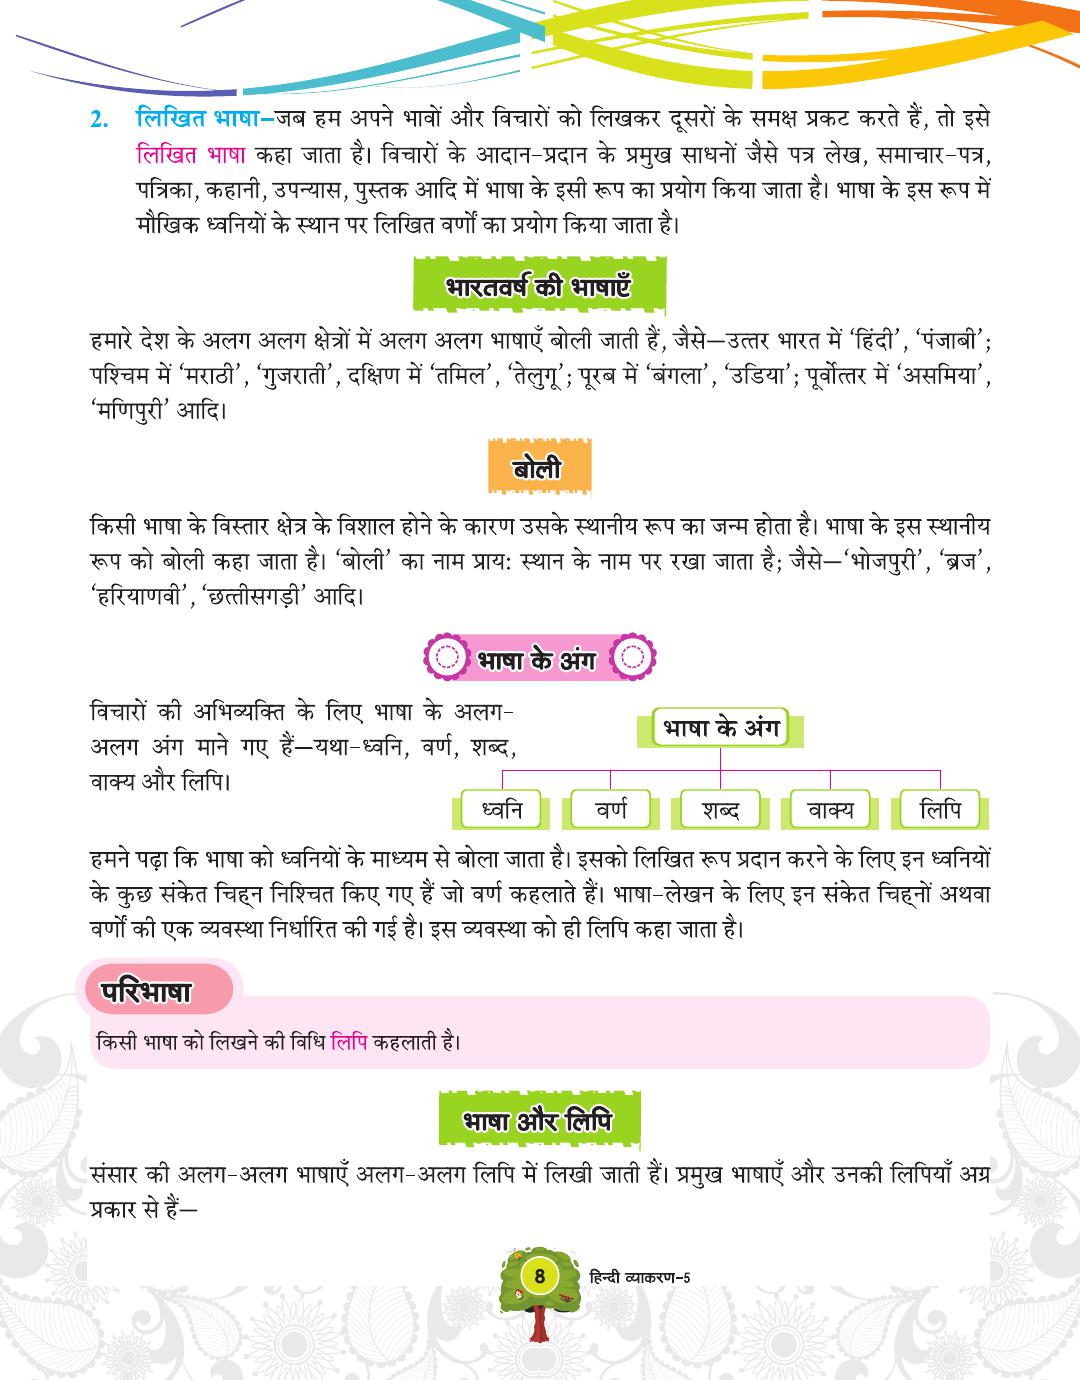 2. लिखित भाषा–जब हम अपने भावों और विचारों को लिखकर दूसरों के समक्ष प्रकट करते हैं, तो इसे
लिखित भाषा कहा जाता है। विचारों के आदान-प्रदान के प्रमुख साधनों जैसे पत्र लेख, समाचार-पत्र,
पत्रिका, कहानी, उपन्यास, पुस्तक आदि में भाषा के इसी रूप का प्रयोग किया जाता है। भाषा के इस रूप में
मौखिक ध्वनियों के स्थान पर लिखित वर्णों का प्रयोग किया जाता है।
भारतवर्ष की भाषाएँ
हमारे देश के अलग अलग क्षेत्रों में अलग अलग भाषाएँ बोली जाती हैं, जैसे—उत्तर भारत में ‘हिंदी’, ‘पंजाबी’;
पश्चिम में ‘मराठी’, ‘गुजराती’, दक्षिण में ‘तमिल’, ‘तेलुगू’; पूरब में ‘बंगला’, ‘उडिया’; पूर्वोत्तर में ‘असमिया’,
‘मणिपुरी’ आदि।
बोली
किसी भाषा के विस्तार क्षेत्र के विशाल होने के कारण उसके स्थानीय रूप का जन्म होता है। भाषा के इस स्थानीय
रूप को बोली कहा जाता है। ‘बोली’ का नाम प्राय: स्थान के नाम पर रखा जाता है; जैसे—‘भोजपुरी’, ‘ब्रज’,
‘हरियाणवी’, ‘छत्तीसगड़ी’ आदि।
भाषा के अंग
विचारों की अभिव्यक्ति के लिए भाषा के अलग-
अलग अंग माने गए हैं—यथा-ध्वनि, वर्ण, शब्द,
वाक्य और लिपि।
भाषा के अंग
ध्वनि वर्ण शब्द वाक्य लिपि
हमने पढ़ा कि भाषा को ध्वनियों के माध्यम से बोला जाता है। इसको लिखित रूप प्रदान करने के लिए इन ध्वनियों
के कुछ संकेत चिह्न निश्चित किए गए हैं जो वर्ण कहलाते हैं। भाषा-लेखन के लिए इन संकेत चिह्नों अथवा
वर्णों की एक व्यवस्था निर्धारित की गई है। इस व्यवस्था को ही लिपि कहा जाता है।
परिभाषा
किसी भाषा को लिखने की विधि लिपि कहलाती है।
भाषा और लिपि
संसार की अलग-अलग भाषाएँ अलग-अलग लिपि में लिखी जाती हैं। प्रमुख भाषाएँ और उनकी लिपियाँ अग्र
प्रकार से हैं—
8 हिन्दी व्याकरण-5